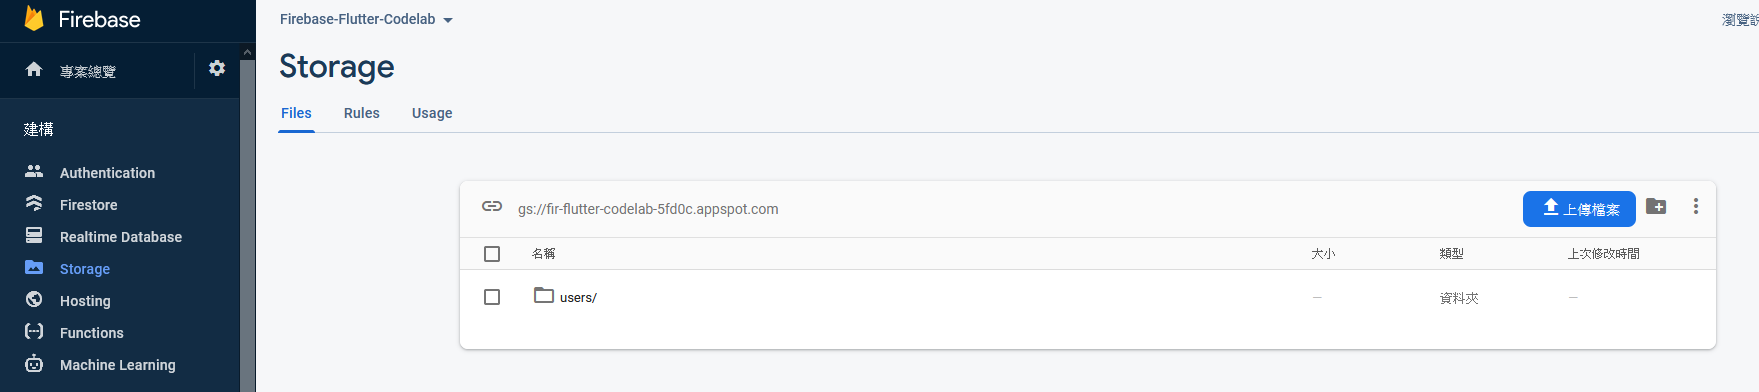 Firebase
Firebase-Flutter-Codelab
瀏覽說
專案總覽
Storage
Files
Rules
Usage
建構
Authentication
Firestore
Realtime Database
Storage
Hosting
Functions
Machine Learning
gs://fir-flutter-codelab-5fd0c.appspot.com
上傳檔案
名稱
大小
類型
上次修改時間
users/
—
資料夾
—